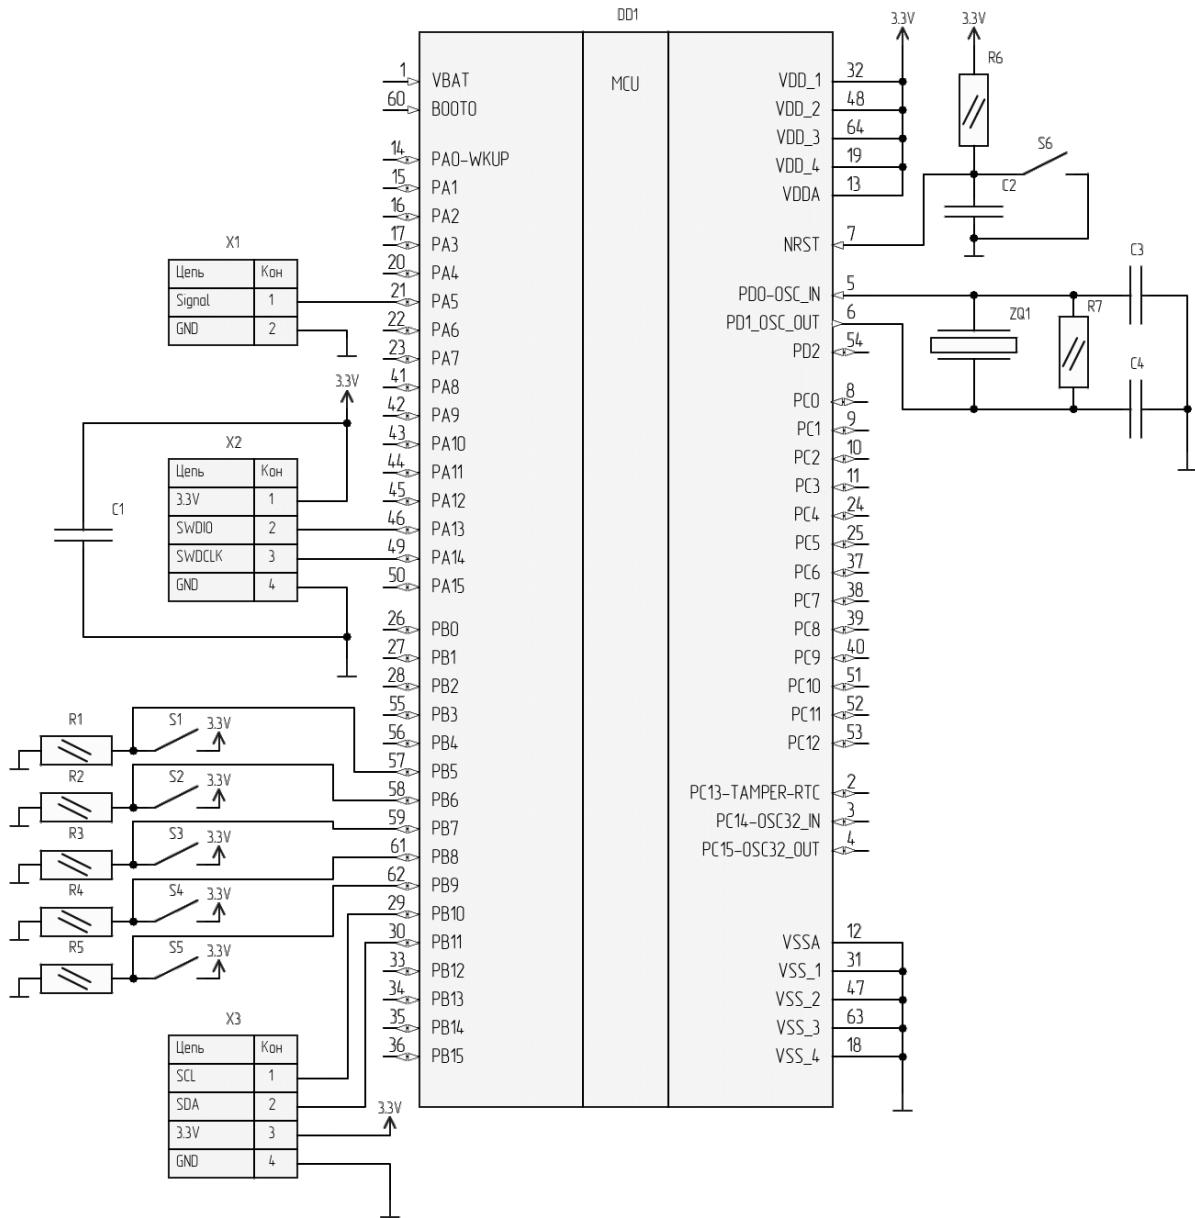 DD1
MCU
1 VBAT
60 BOOT0
14 PA0-WKUP
15 PA1
16 PA2
17 PA3
20 PA4
21 PA5
22 PA6
23 PA7
41 PA8
42 PA9
43 PA10
44 PA11
45 PA12
46 PA13
49 PA14
50 PA15
26 PB0
27 PB1
28 PB2
55 PB3
56 PB4
57 PB5
58 PB6
59 PB7
61 PB8
62 PB9
29 PB10
30 PB11
33 PB12
34 PB13
35 PB14
36 PB15
VDD_1 32
VDD_2 48
VDD_3 64
VDD_4 19
VDDA 13
NRST 7
PD0-OSC_IN 5
PD1_OSC_OUT 6
PD2 54
PC0 8
PC1 9
PC2 10
PC3 11
PC4 24
PC5 25
PC6 37
PC7 38
PC8 39
PC9 40
PC10 51
PC11 52
PC12 53
PC13-TAMPER-RTC 2
PC14-OSC32_IN 3
PC15-OSC32_OUT 4
VSSA 12
VSS_1 31
VSS_2 47
VSS_3 63
VSS_4 18
X1
Цепь Кон
Signal 1
GND 2
3.3V
X2
Цепь Кон
3.3V 1
SWDIO 2
SWDCLK 3
GND 4
C1
R1 S1 3.3V
R2 S2 3.3V
R3 S3 3.3V
R4 S4 3.3V
R5 S5 3.3V
X3
Цепь Кон
SCL 1
SDA 2
3.3V 3
GND 4
3.3V
3.3V
3.3V
R6
S6
C2
C3
R7
ZQ1
C4